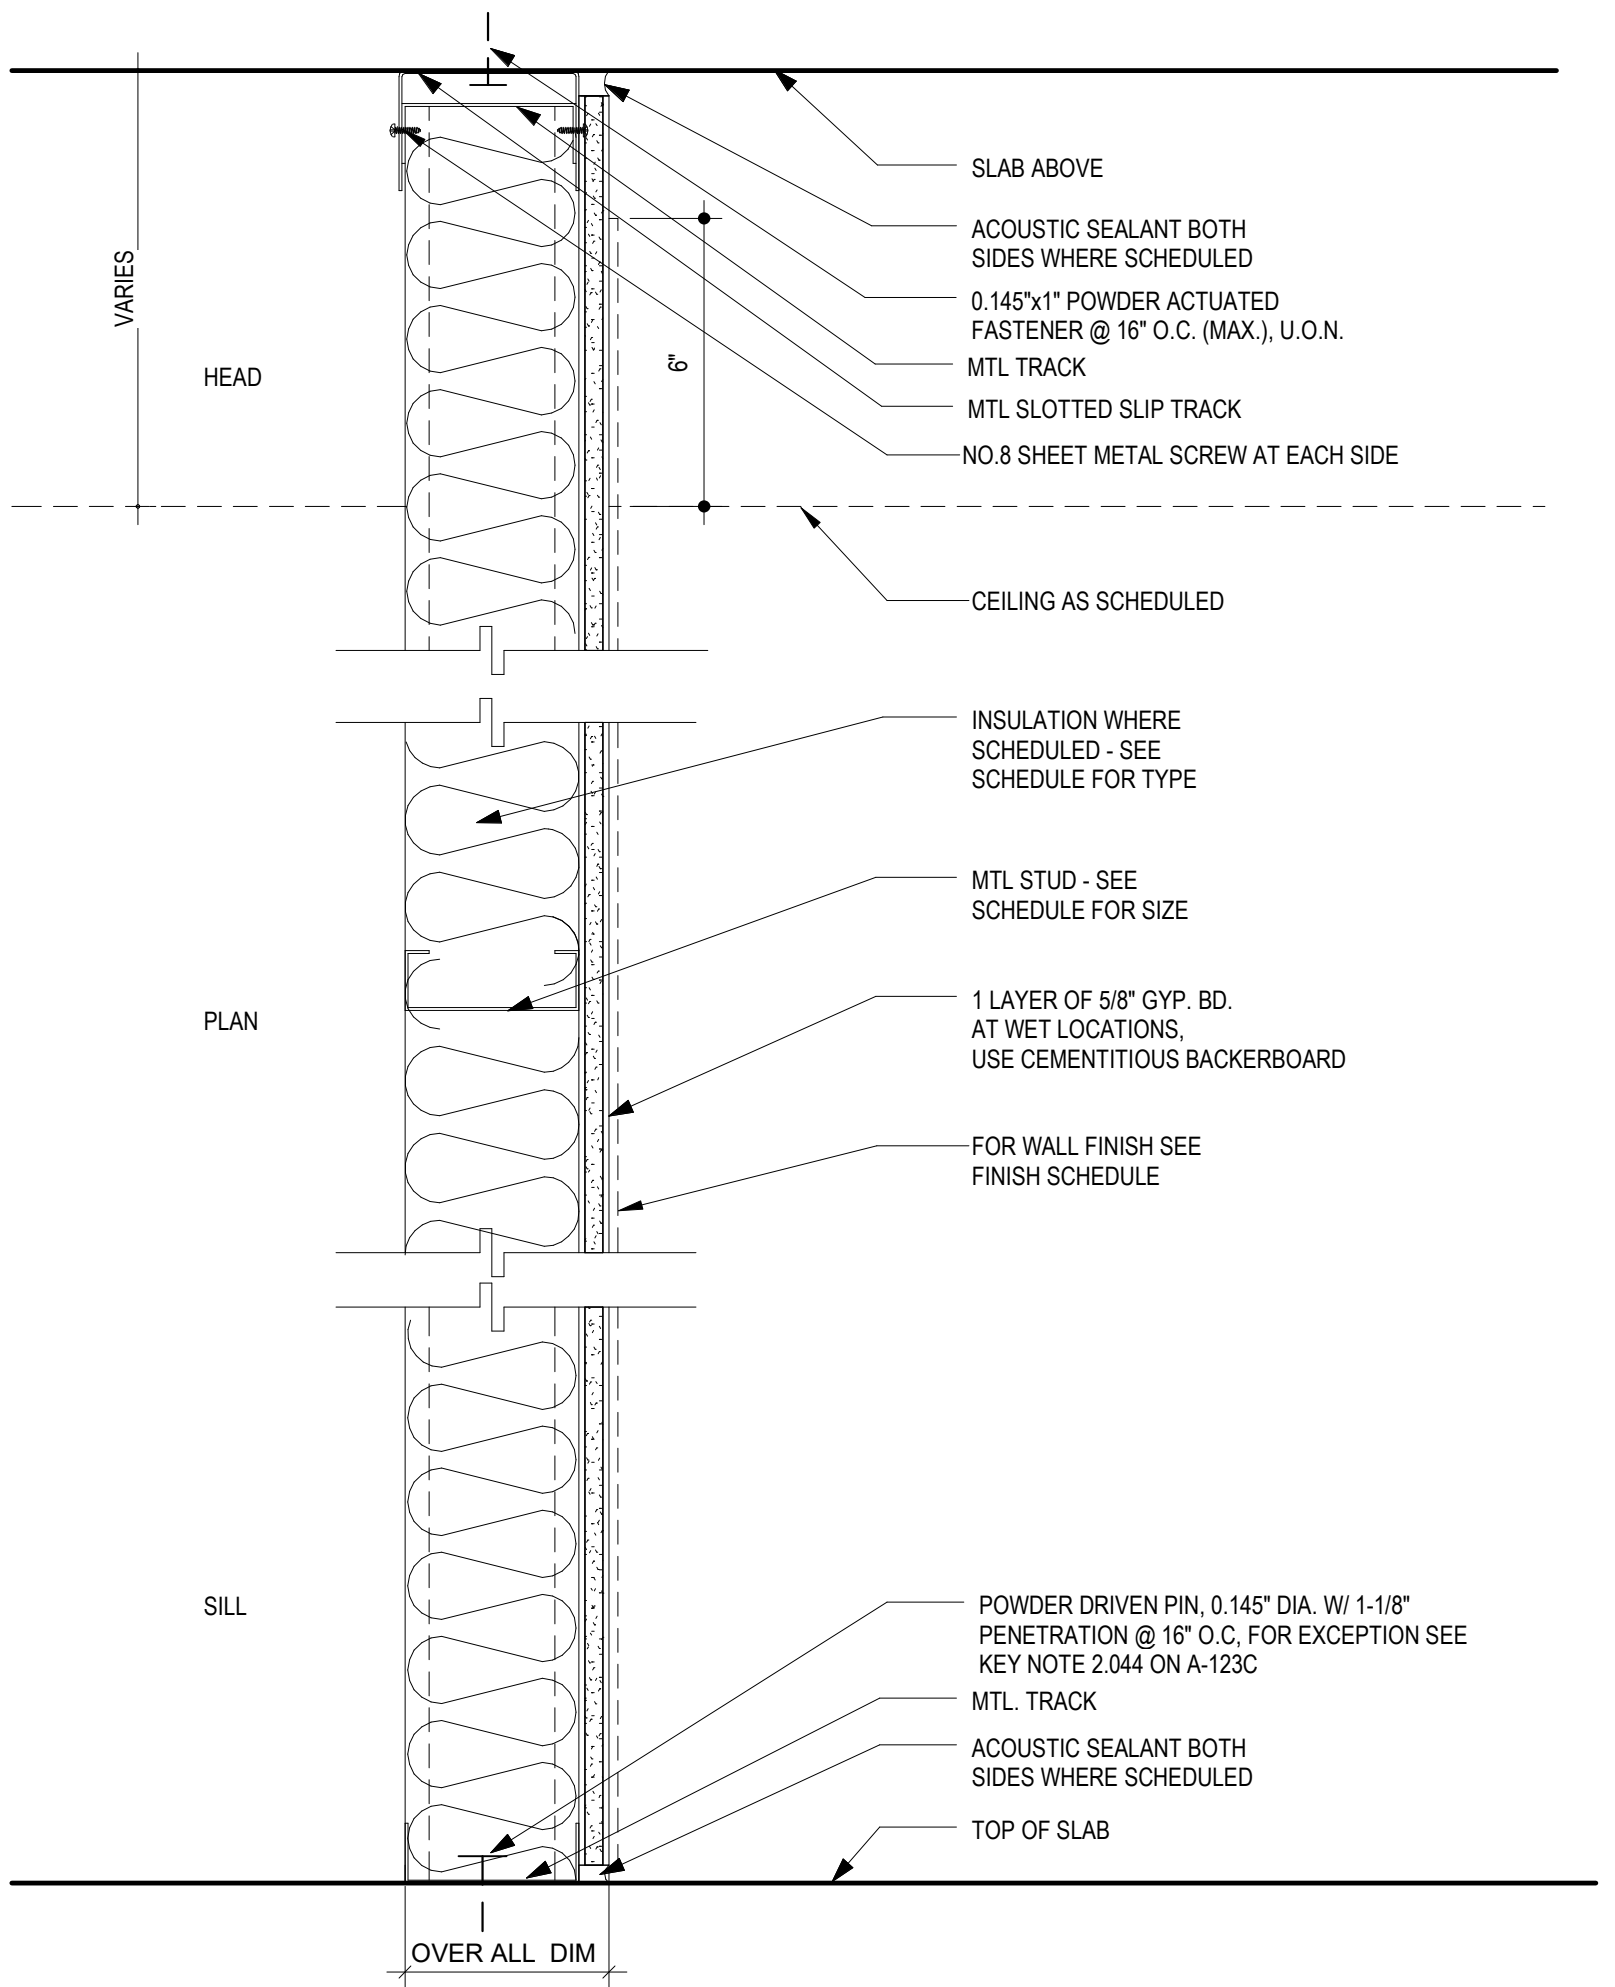 SLAB ABOVE
ACOUSTIC SEALANT BOTH
SIDES WHERE SCHEDULED
VARIES
0.145"x1" POWDER ACTUATED
FASTENER @ 16" O.C. (MAX.), U.O.N.
6"
MTL TRACK
HEAD
MTL SLOTTED SLIP TRACK
NO.8 SHEET METAL SCREW AT EACH SIDE
CEILING AS SCHEDULED
INSULATION WHERE
SCHEDULED - SEE
SCHEDULE FOR TYPE
MTL STUD - SEE
SCHEDULE FOR SIZE
PLAN
1 LAYER OF 5/8" GYP. BD.
AT WET LOCATIONS,
USE CEMENTITIOUS BACKERBOARD
FOR WALL FINISH SEE
FINISH SCHEDULE
SILL
POWDER DRIVEN PIN, 0.145" DIA. W/ 1-1/8"
PENETRATION @ 16" O.C, FOR EXCEPTION SEE
KEY NOTE 2.044 ON A-123C
MTL. TRACK
ACOUSTIC SEALANT BOTH
SIDES WHERE SCHEDULED
TOP OF SLAB
OVER ALL DIM